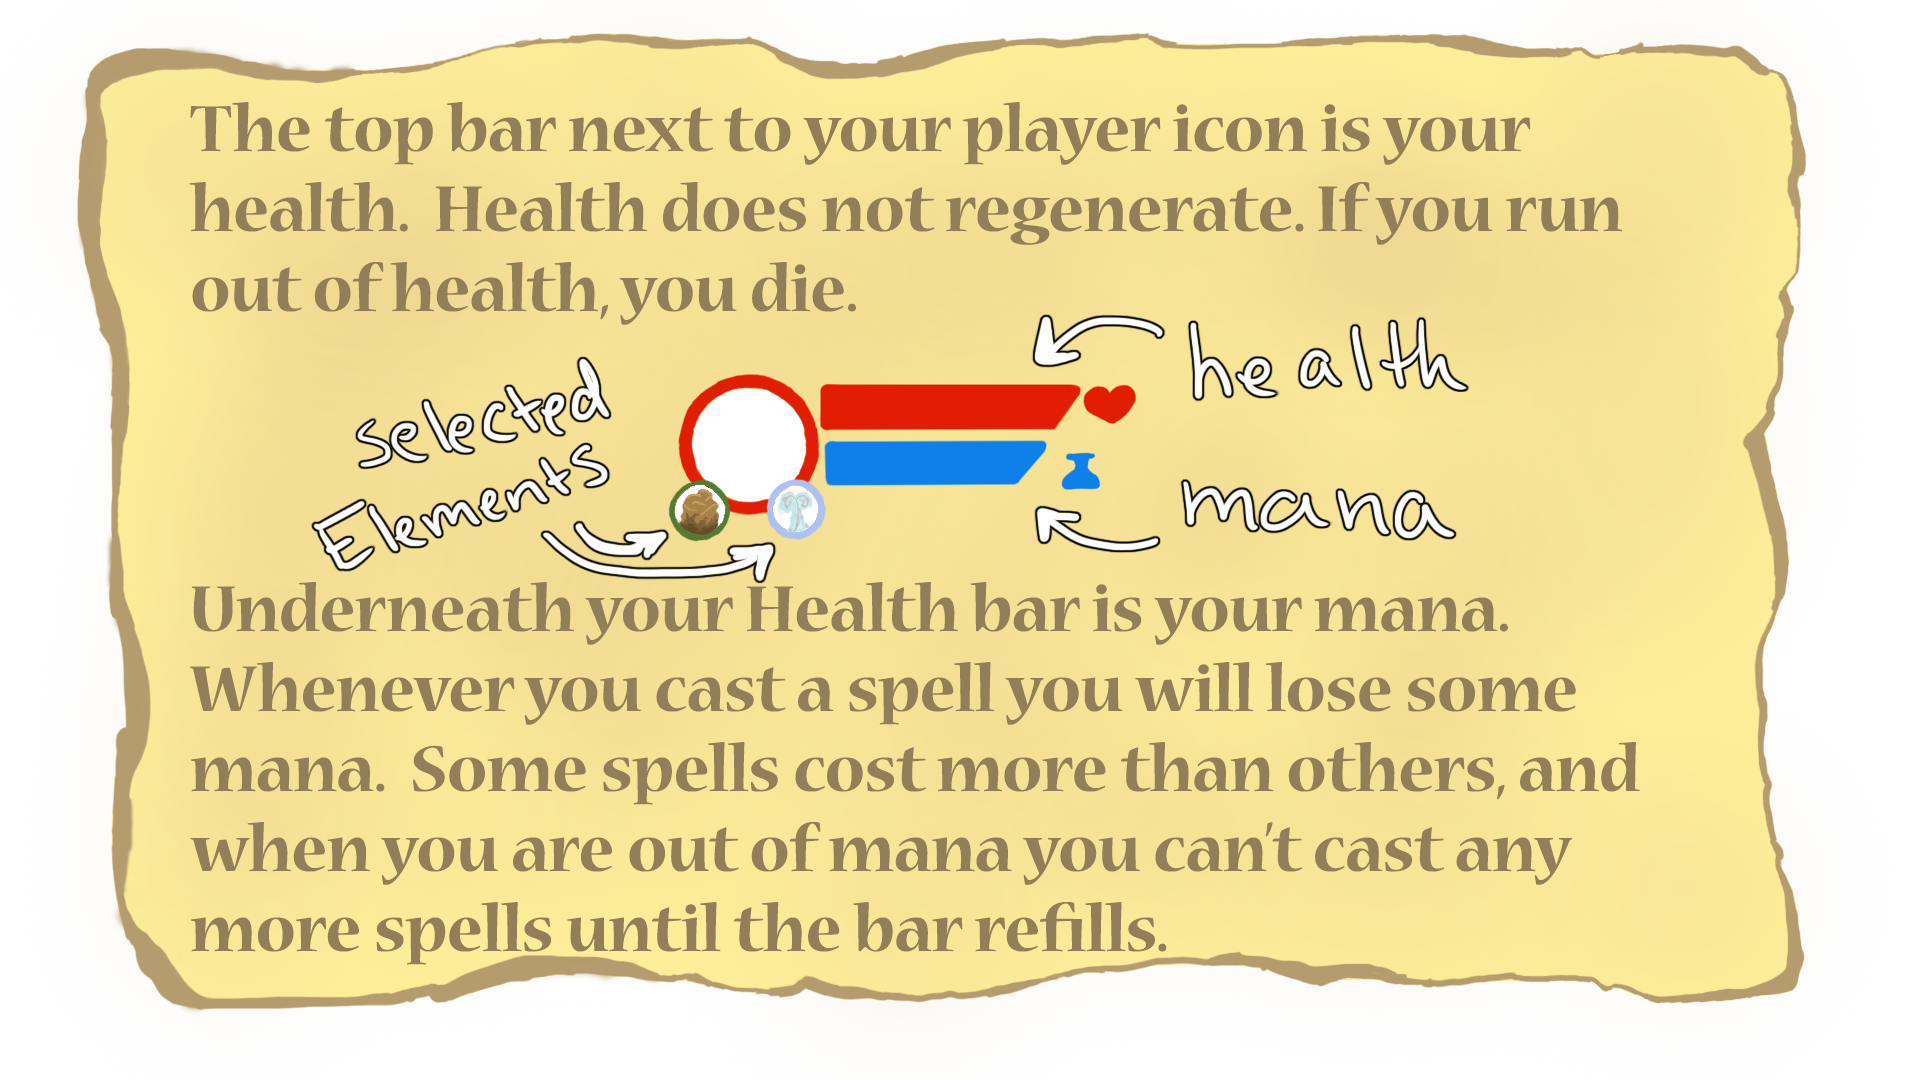 The top bar next to your player icon is your
health.  Health does not regenerate. If you run
out of health, you die.
health
selected
Elements
mana
Underneath your Health bar is your mana.
Whenever you cast a spell you will lose some
mana.  Some spells cost more than others, and
when you are out of mana you can't cast any
more spells until the bar refills.